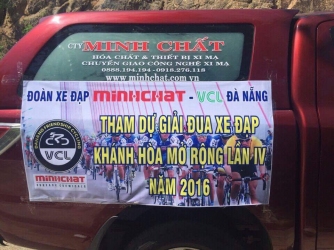 CTY MINH CHẤT
HÓA CHẤT & THIẾT BỊ XI MẠ
CHUYỂN GIAO CÔNG NGHỆ XI MẠ
0888.194.194 - 0918.276.118
www.minhchat.com.vn
ĐOÀN XE ĐẠP MINHCHAT - VCL ĐÀ NẴNG
THAM DỰ GIẢI ĐUA XE ĐẠP
KHÁNH HÒA MỞ RỘNG LẦN IV
NĂM 2016
VCL
MINHCHAT